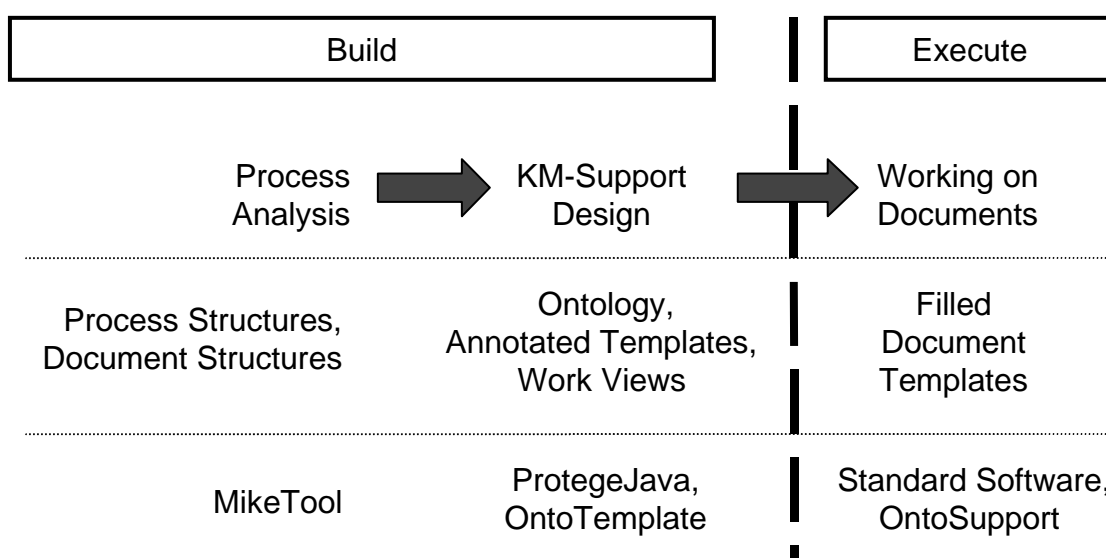 Build
Execute
Process
Analysis
KM-Support
Design
Working on
Documents
Process Structures,
Document Structures
Ontology,
Annotated Templates,
Work Views
Filled
Document
Templates
MikeTool
ProtegeJava,
OntoTemplate
Standard Software,
OntoSupport